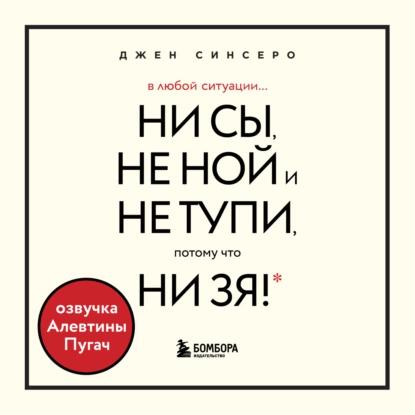 ДЖЕН СИНСЕРО
в любой ситуации...
НИ СЫ,
НЕ НОЙ и
НЕ ТУПИ,
потому что
НИ ЗЯ!*
озвучка
Алевтины
Пугач
БОМБОРА
ИЗДАТЕЛЬСТВО